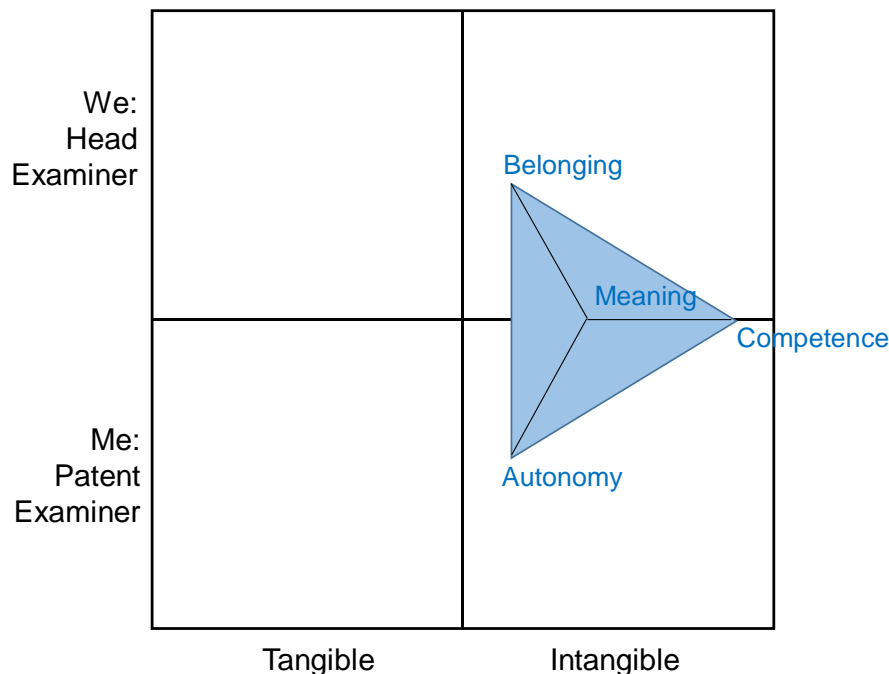 We:
Head
Examiner
Belonging
Meaning
Competence
Me:
Patent
Examiner
Autonomy
Tangible
Intangible